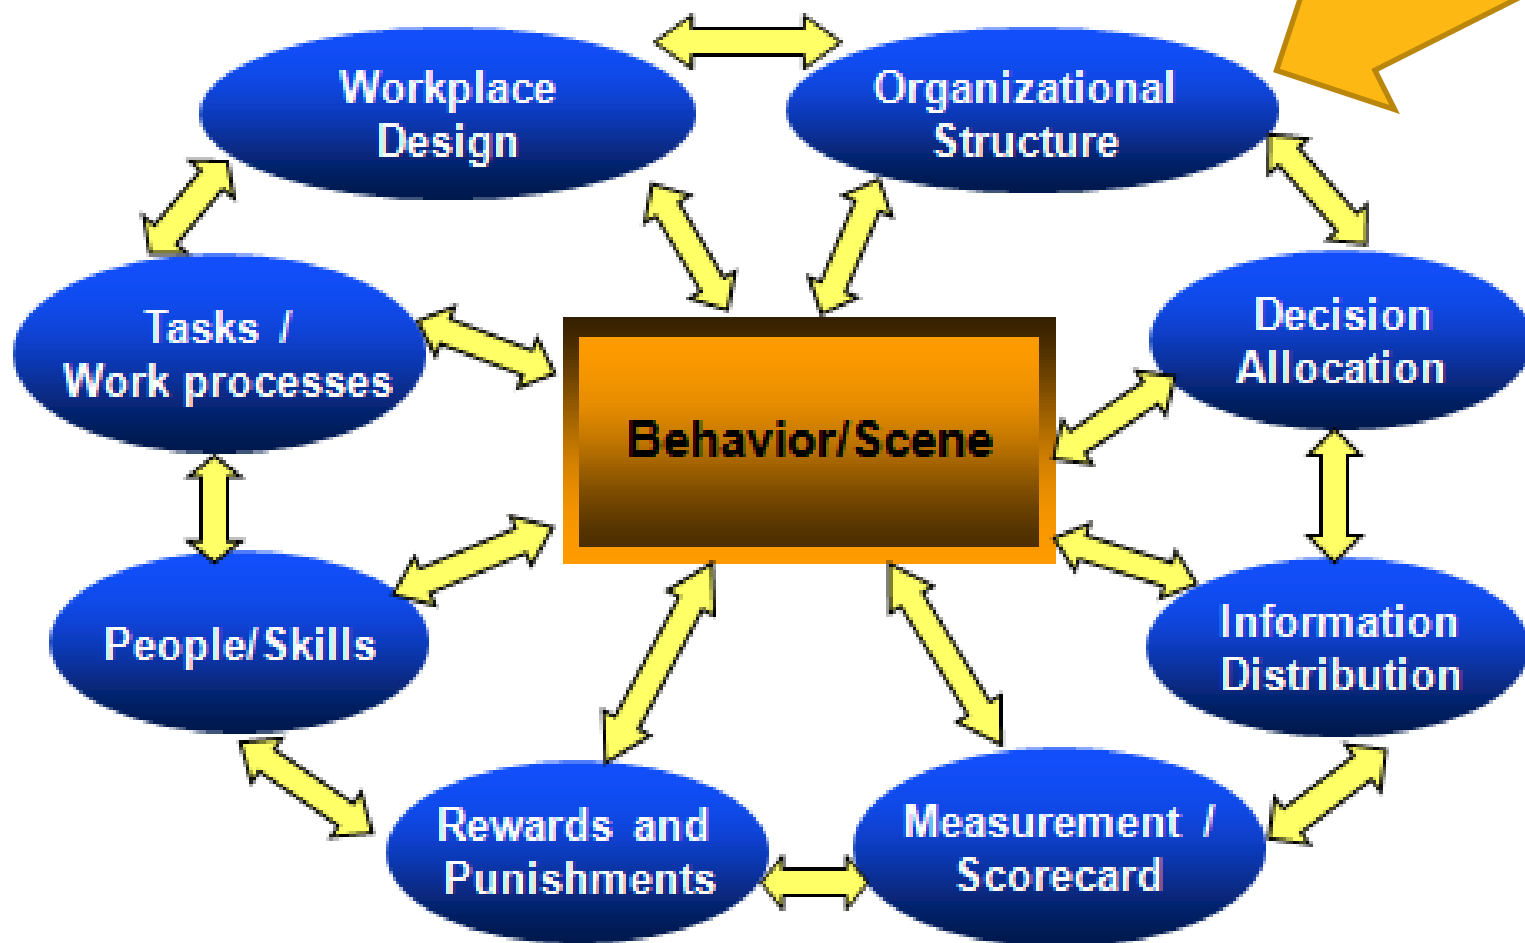 Workplace
Design
Organizational
Structure
Tasks /
Work processes
Decision
Allocation
Behavior/Scene
People/Skills
Information
Distribution
Rewards and
Punishments
Measurement /
Scorecard